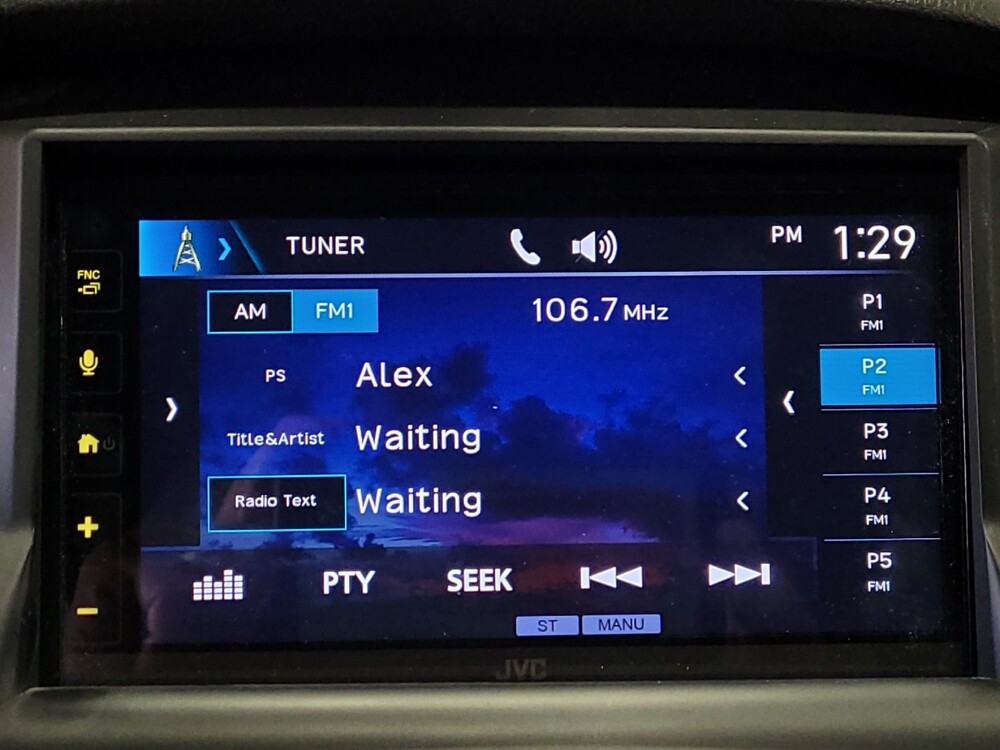 FNC
TUNER
PM 1:29
AM FM1 106.7 MHz
PS Alex
Title&Artist Waiting
Radio Text Waiting
P1
FM1
P2
FM1
P3
FM1
P4
FM1
P5
FM1
PTY SEEK
ST MANU
JVC